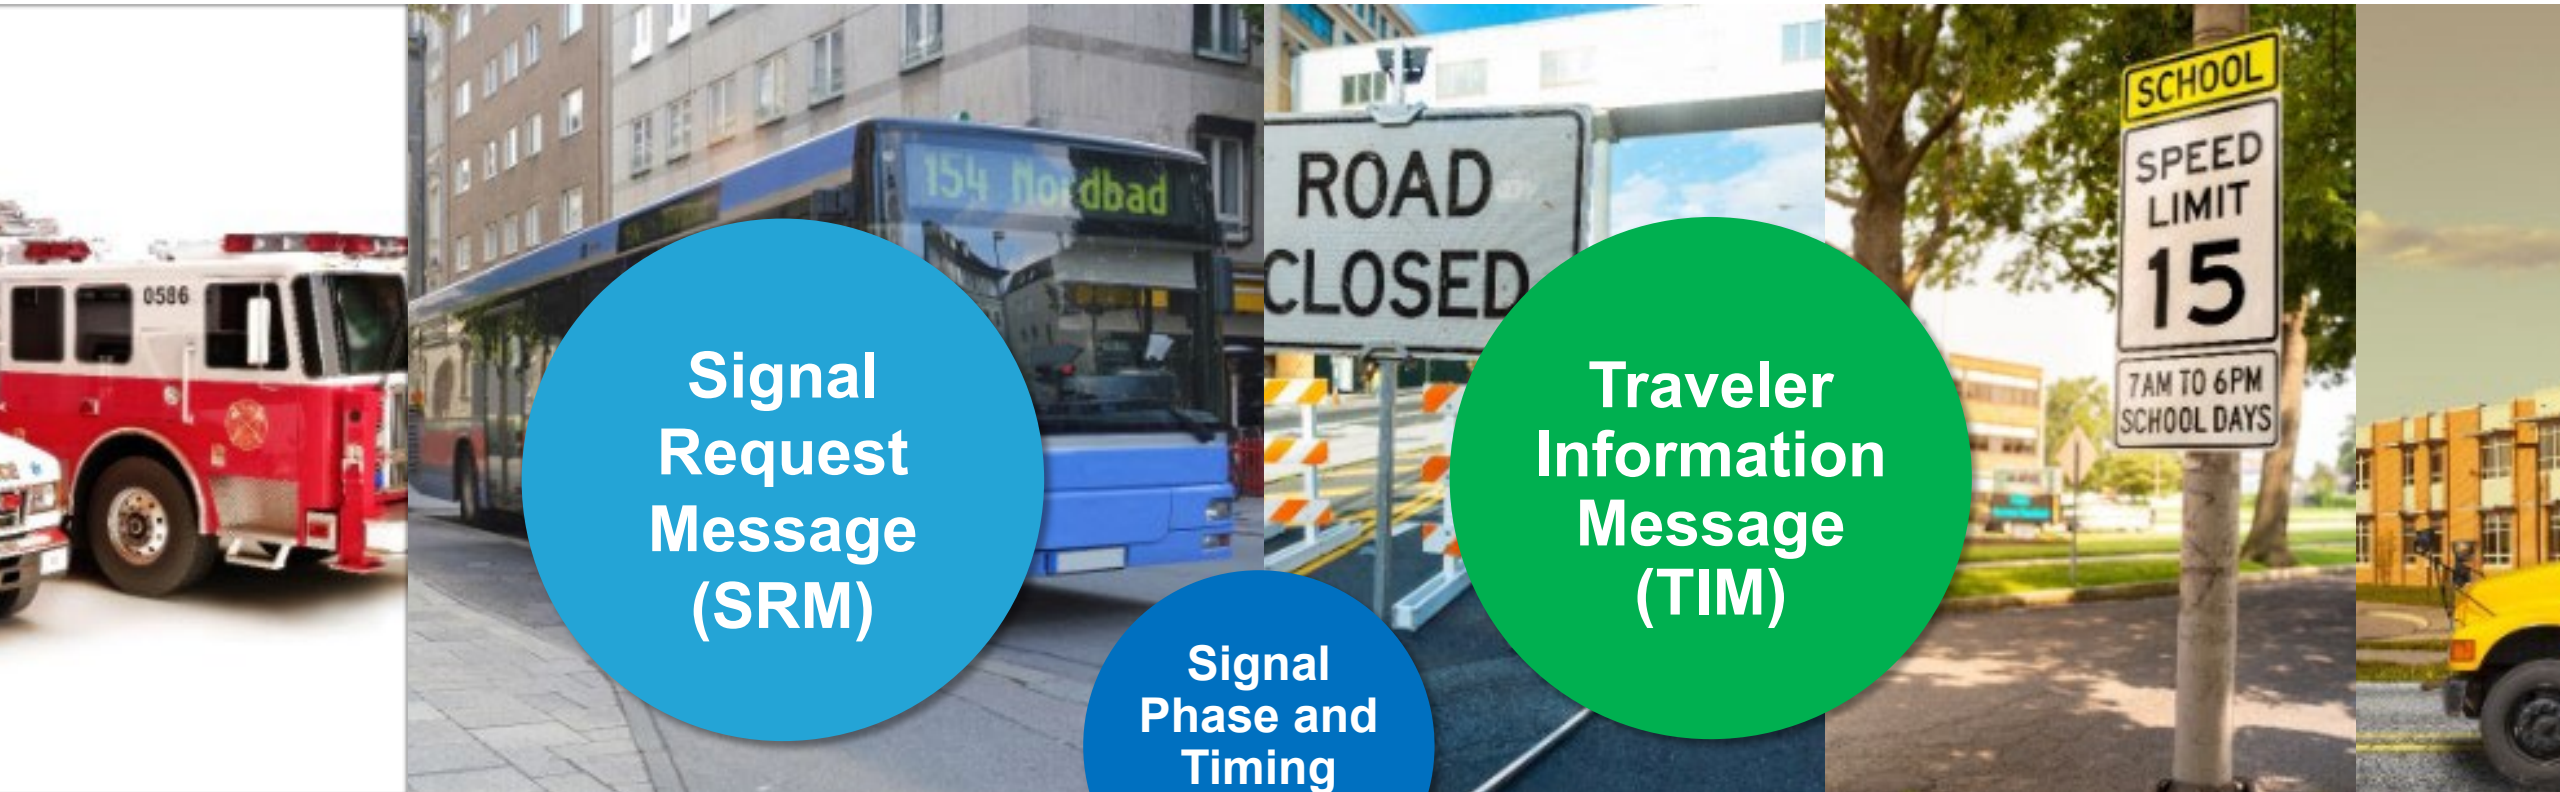 0586
154 Nordbad
Signal
Request
Message
(SRM)
ROAD
CLOSED
Signal
Phase and
Timing
Traveler
Information
Message
(TIM)
SCHOOL
SPEED
LIMIT
15
7AM TO 6PM
SCHOOL DAYS